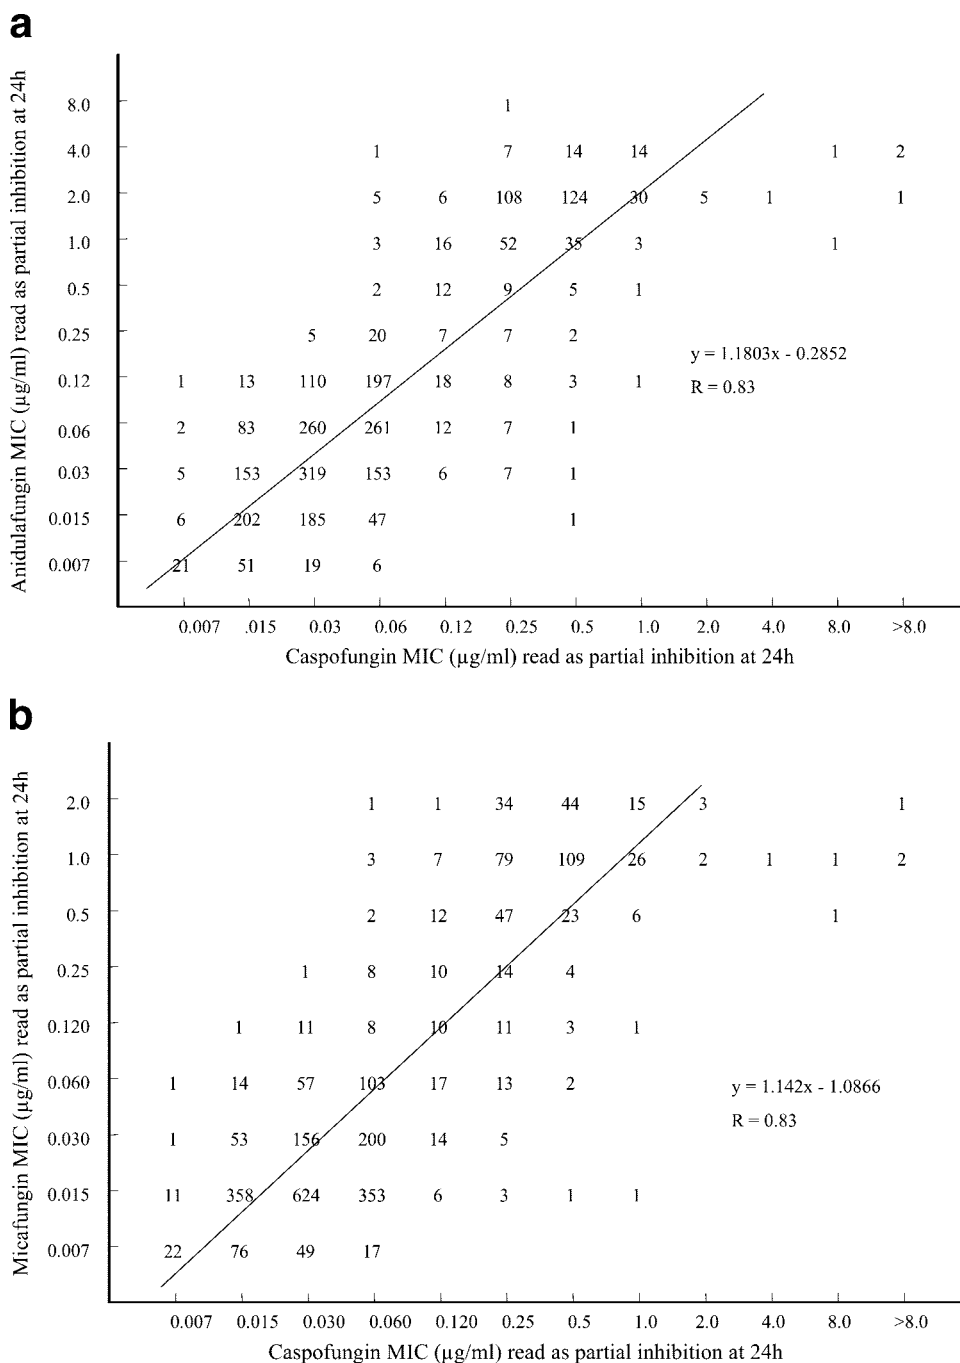 a
Anidulafungin MIC (µg/ml) read as partial inhibition at 24h
8.0 1
4.0 1 7 14 14 1 2
2.0 5 6 108 124 30 5 1 1
1.0 3 16 52 35 3 1
0.5 2 12 9 5 1
0.25 5 20 7 7 2
y = 1.1803x - 0.2852
0.12 1 13 110 197 18 8 3 1
R = 0.83
0.06 2 83 260 261 12 7 1
0.03 5 153 319 153 6 7 1
0.015 6 202 185 47 1
0.007 21 51 19 6
0.007 .015 0.03 0.06 0.12 0.25 0.5 1.0 2.0 4.0 8.0 >8.0
Caspofungin MIC (µg/ml) read as partial inhibition at 24h
b
Micafungin MIC (µg/ml) read as partial inhibition at 24h
2.0 1 1 34 44 15 3 1
1.0 3 7 79 109 26 2 1 1 2
0.5 2 12 47 23 6 1
0.25 1 8 10 14 4
0.120 1 11 8 10 11 3 1
0.060 1 14 57 103 17 13 2
y = 1.142x - 1.0866
R = 0.83
0.030 1 53 156 200 14 5
0.015 11 358 624 353 6 3 1 1
0.007 22 76 49 17
0.007 0.015 0.030 0.060 0.120 0.25 0.5 1.0 2.0 4.0 8.0 >8.0
Caspofungin MIC (µg/ml) read as partial inhibition at 24h